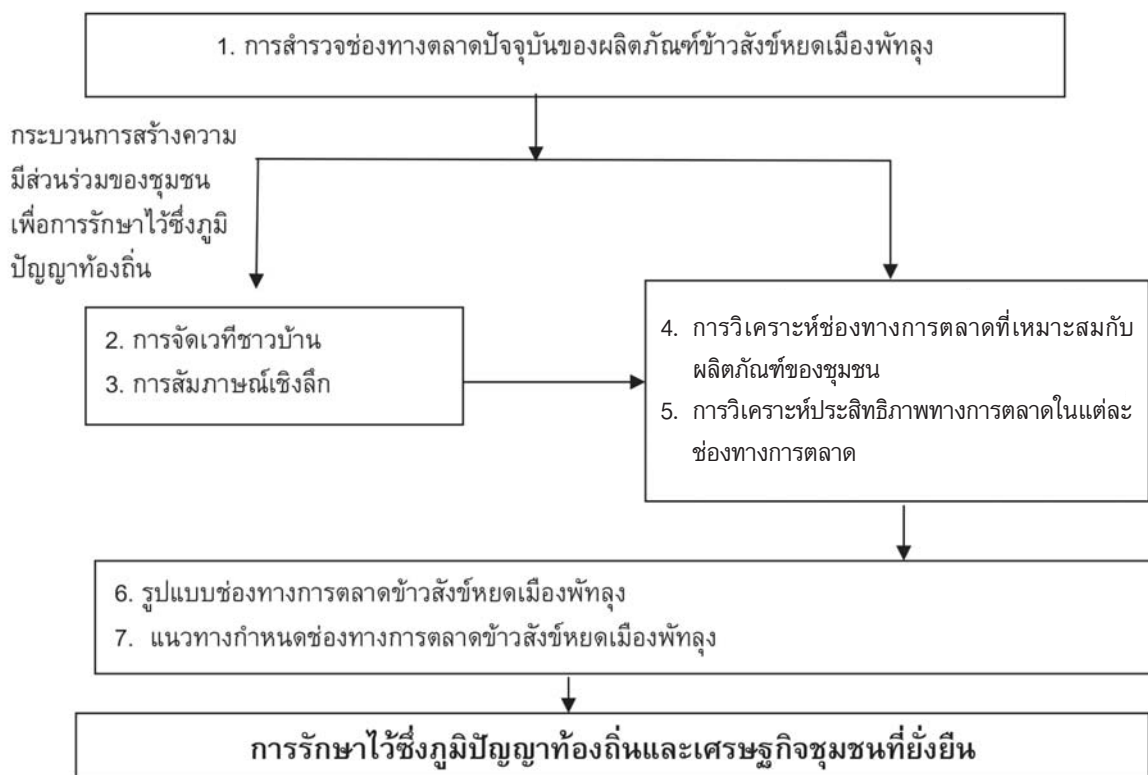 1. การสำรวจช่องทางตลาดปัจจุบันของผลิตภัณฑ์ข้าวสังข์หยดเมืองพัทลุง
กระบวนการสร้างความ
มีส่วนร่วมของชุมชน
เพื่อการรักษาไว้ซึ่งภูมิ
ปัญญาท้องถิ่น
2. การจัดเวทีชาวบ้าน
3. การสัมภาษณ์เชิงลึก
4. การวิเคราะห์ช่องทางการตลาดที่เหมาะสมกับ
ผลิตภัณฑ์ของชุมชน
5. การวิเคราะห์ประสิทธิภาพทางการตลาดในแต่ละ
ช่องทางการตลาด
6. รูปแบบช่องทางการตลาดข้าวสังข์หยดเมืองพัทลุง
7. แนวทางกำหนดช่องทางการตลาดข้าวสังข์หยดเมืองพัทลุง
การรักษาไว้ซึ่งภูมิปัญญาท้องถิ่นและเศรษฐกิจชุมชนที่ยั่งยืน